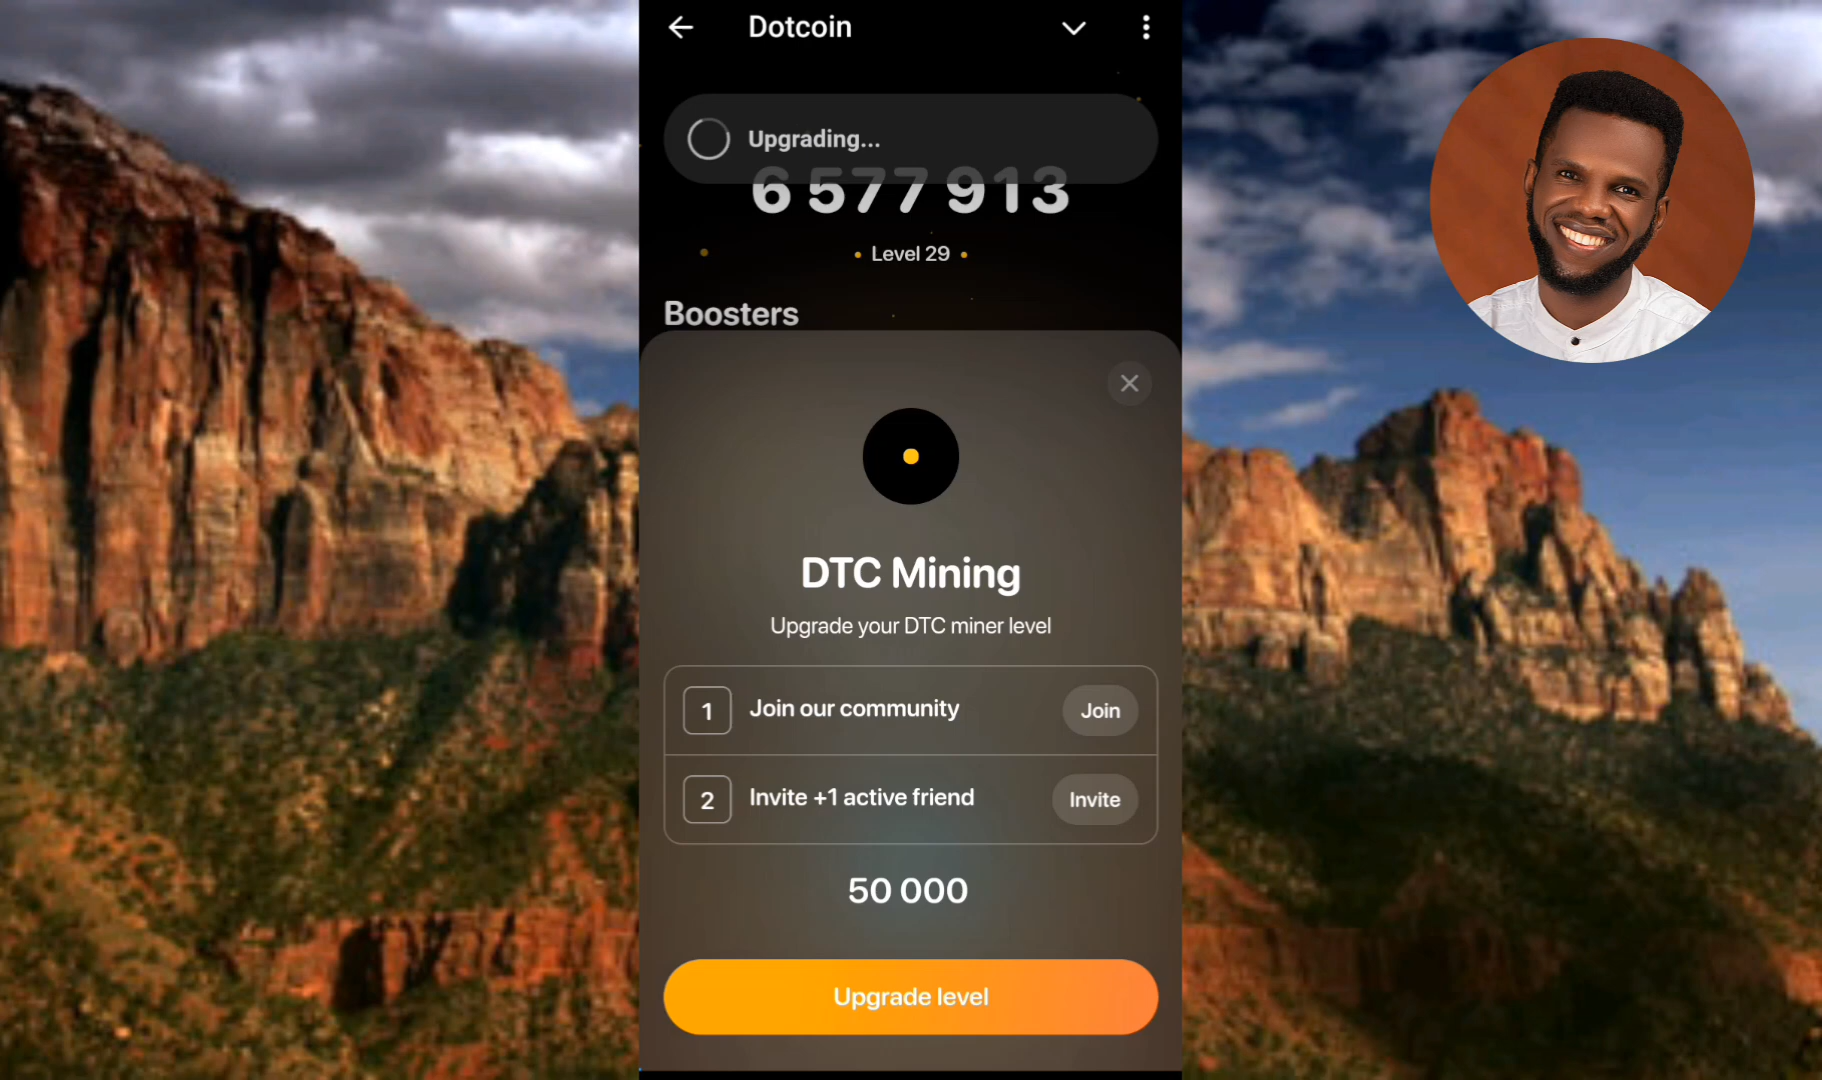 Dotcoin
Upgrading...
6 577 913
Level 29
Boosters
DTC Mining
Upgrade your DTC miner level
1 Join our community Join
2 Invite +1 active friend Invite
50 000
Upgrade level